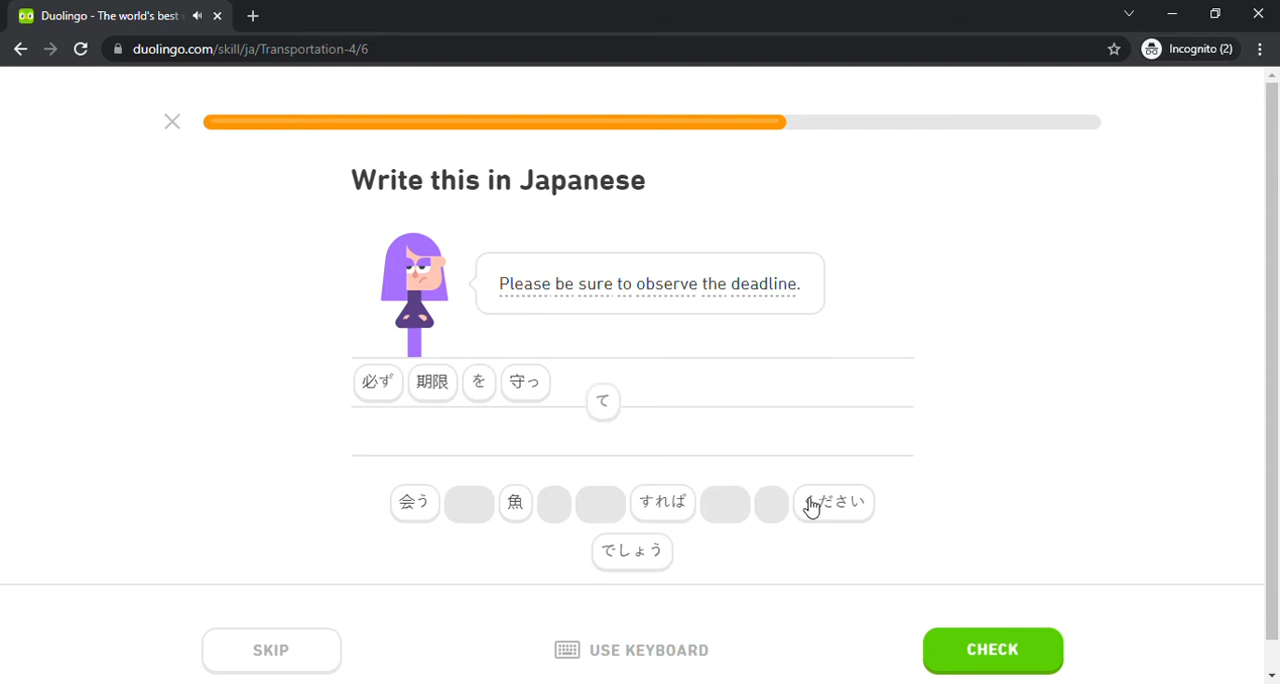 Duolingo - The world's best
duolingo.com/skill/ja/Transportation-4/6
Incognito (2)
Write this in Japanese
Please be sure to observe the deadline.
必ず 期限 を 守っ
て
会う 魚 すれば ください
でしょう
SKIP
USE KEYBOARD
CHECK